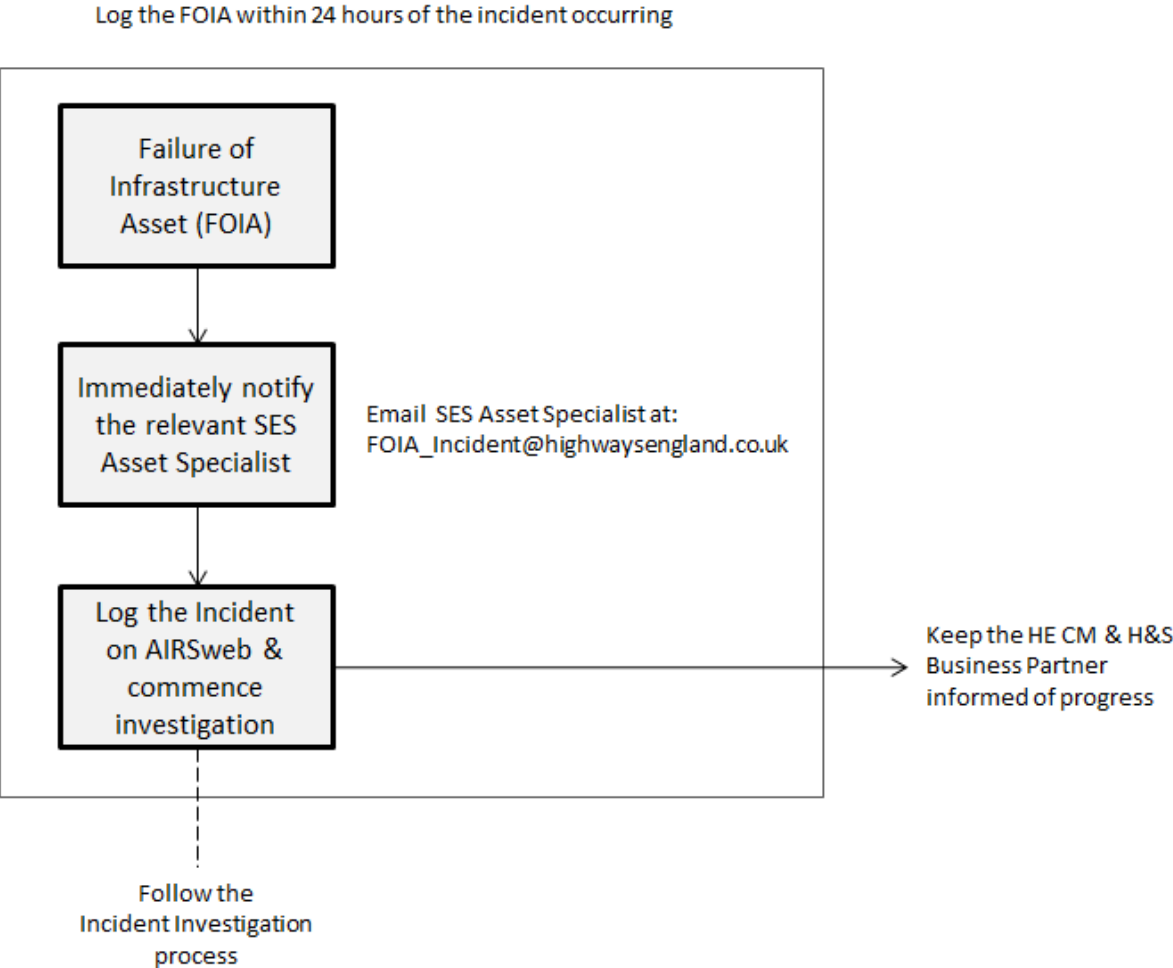 Log the FOIA within 24 hours of the incident occurring
Failure of
Infrastructure
Asset (FOIA)
Immediately notify
the relevant SES
Asset Specialist
Email SES Asset Specialist at:
FOIA_Incident@highwaysengland.co.uk
Log the Incident
on AIRSweb &
commence
investigation
Keep the HE CM & H&S
Business Partner
informed of progress
Follow the
Incident Investigation
process